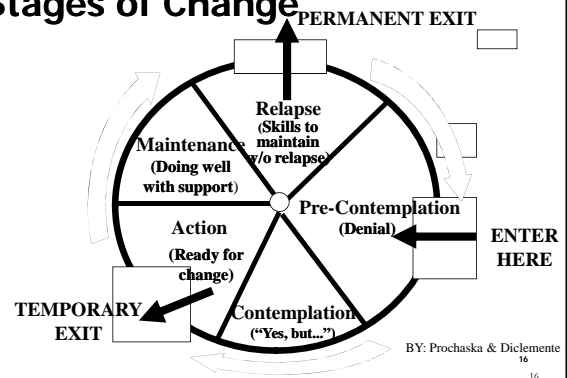 Stages of Change
PERMANENT EXIT
Relapse
(Skills to
maintain
w/o relapse)
Maintenance
(Doing well
with support)
Pre-Contemplation
(Denial)
ENTER
HERE
Action
(Ready for
change)
TEMPORARY
EXIT
Contemplation
("Yes, but...")
BY: Prochaska & Diclemente
16
16